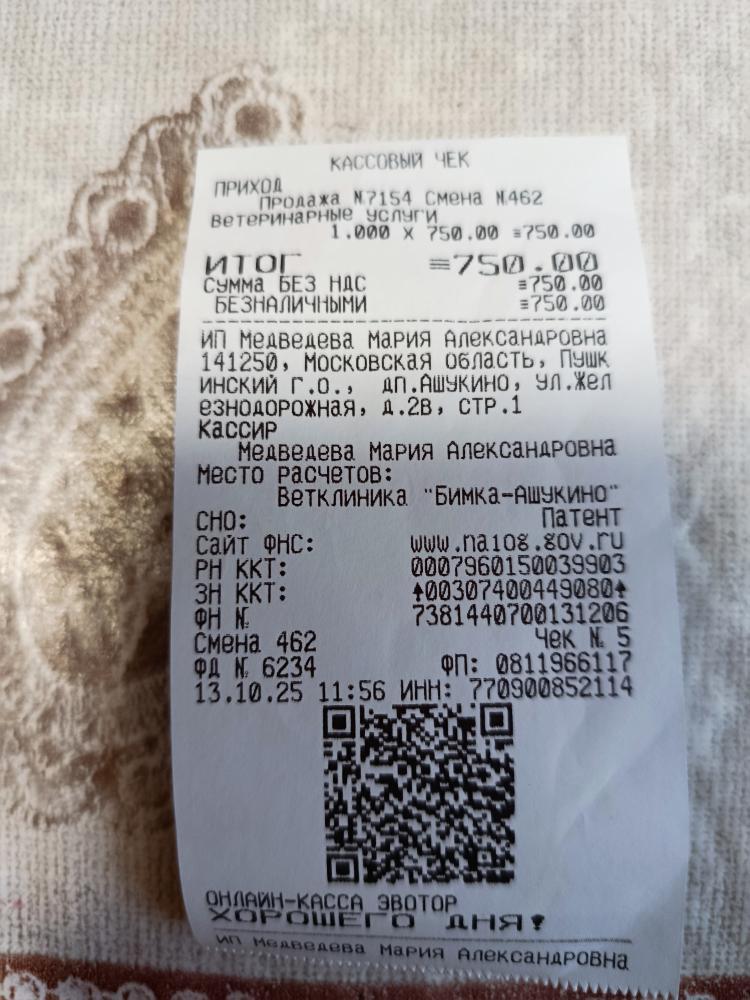 КАССОВЫЙ ЧЕК
ПРИХОД
Продажа №7154 Смена №462
Ветеринарные услуги
1.000 X 750.00 ≡750.00
ИТОГ ≡750.00
Сумма БЕЗ НДС ≡750.00
БЕЗНАЛИЧНЫМИ ≡750.00
ИП Медведева Мария Александровна
141250, Московская область, Пушк
инский г.о., дп.Ашукино, ул.Жел
езнодорожная, д.2В, стр.1
Кассир
Медведева Мария Александровна
Место расчетов:
Ветклиника "Бимка-Ашукино"
СНО: Патент
Сайт ФНС: www.nalog.gov.ru
РН ККТ: 0007960150039903
ЗН ККТ: ↑00307400449080↑
ФН № 7381440700131206
Смена 462 Чек № 5
ФД № 6234 ФП: 0811966117
13.10.25 11:56 ИНН: 770900852114
ОНЛАЙН-КАССА ЭВОТОР
ХОРОШЕГО ДНЯ!
ИП Медведева Мария Александровна